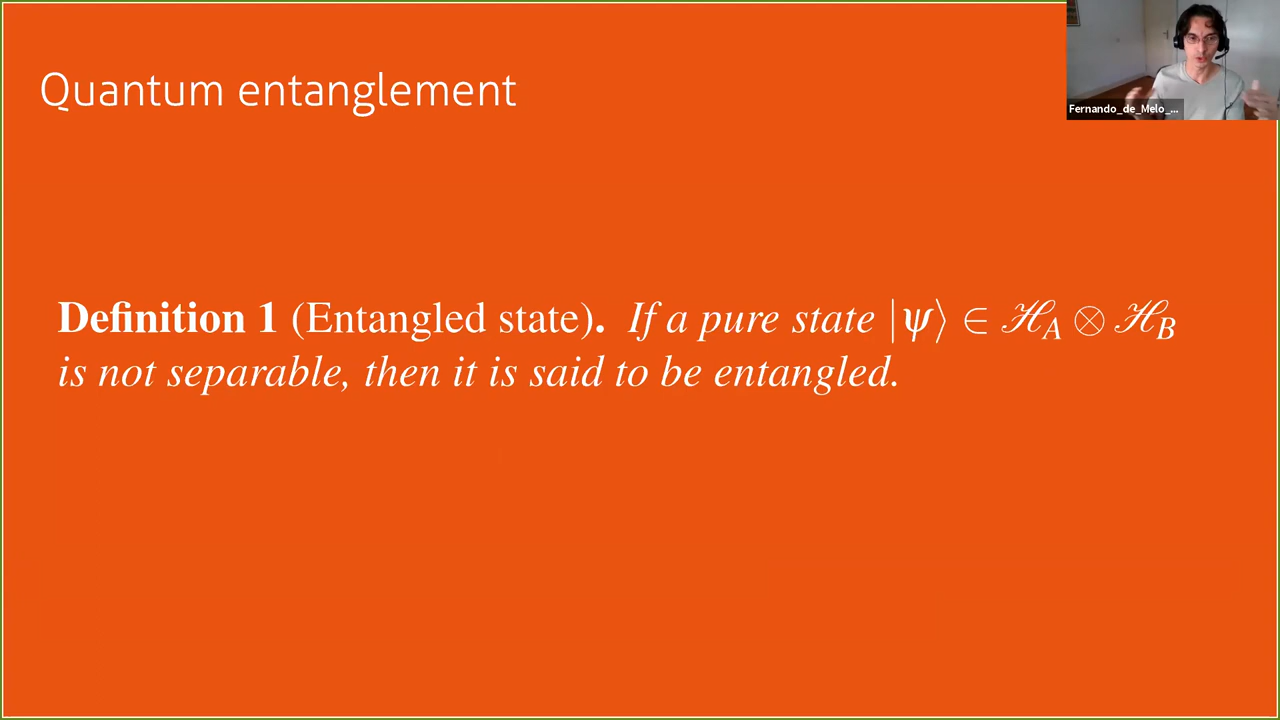 Quantum entanglement
Fernando_de_Melo_...
Definition 1 (Entangled state). If a pure state |ψ⟩ ∈ ℋ_A ⊗ ℋ_B
is not separable, then it is said to be entangled.